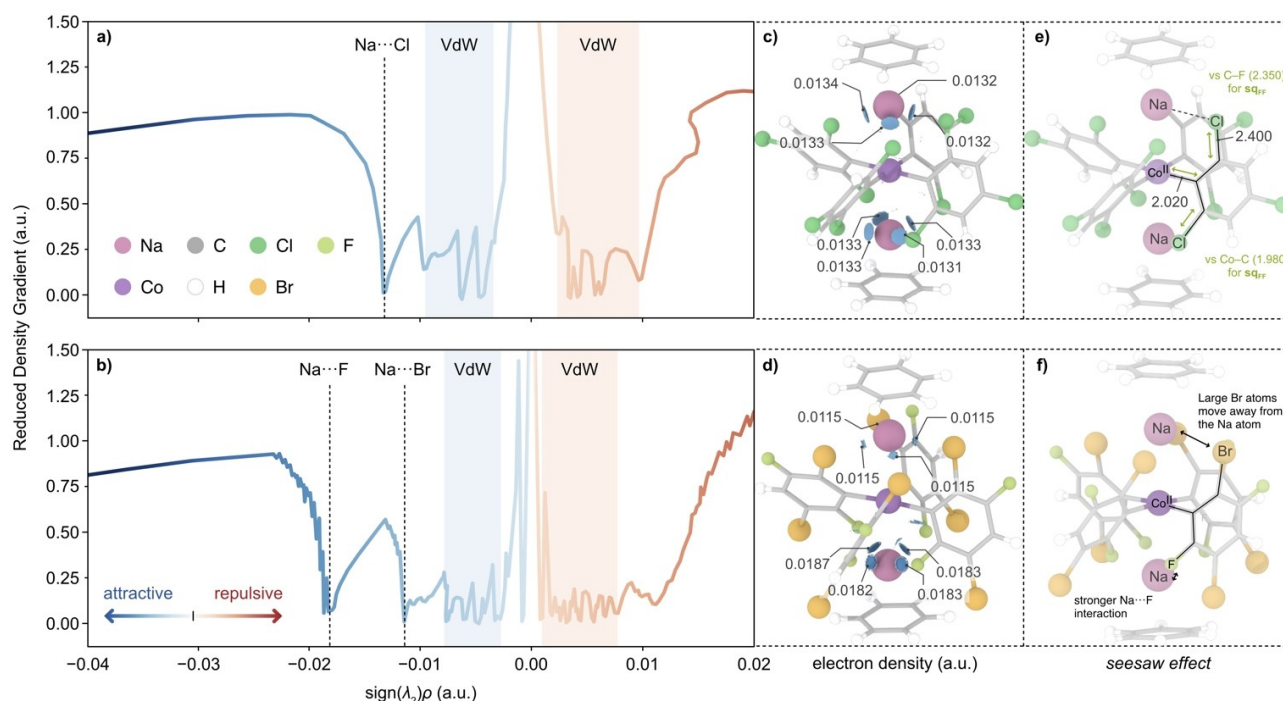 a)
Na···Cl
VdW
VdW
1.50
1.25
1.00
0.75
0.50
0.25
0.00
Na
C
Cl
F
Co
H
Br
b)
Na···F
Na···Br
VdW
VdW
1.50
1.25
1.00
0.75
0.50
0.25
0.00
attractive
repulsive
Reduced Density Gradient (a.u.)
−0.04
−0.03
−0.02
−0.01
0.00
0.01
0.02
sign(λ₂)ρ (a.u.)
c)
0.0134
0.0132
0.0133
0.0132
0.0133
0.0133
0.0133
0.0131
d)
0.0115
0.0115
0.0115
0.0115
0.0187
0.0183
0.0182
0.0183
electron density (a.u.)
e)
vs C–F (2.350)
for sq_FF
Na
Cl
2.400
Co^II
2.020
Na
Cl
vs Co–C (1.980)
for sq_FF
f)
Large Br atoms
move away from
the Na atom
Na
Br
Co^II
F
Na
stronger Na···F
interaction
seesaw effect